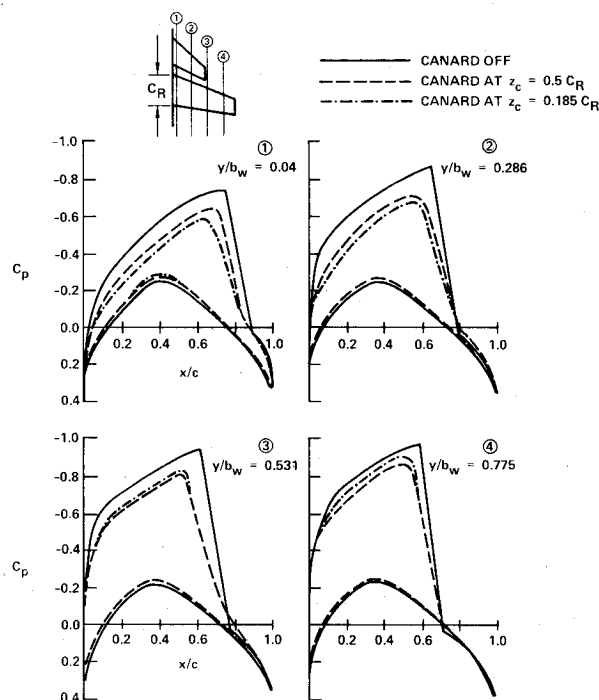 ① ② ③ ④
C_R
CANARD OFF
CANARD AT z_c = 0.5 C_R
CANARD AT z_c = 0.185 C_R
①
y/b_w = 0.04
-1.0
-0.8
-0.6
-0.4
-0.2
0.0
0.2
0.4
C_p
0.2 0.4 0.6 0.8 1.0
x/c
②
y/b_w = 0.286
0.2 0.4 0.6 0.8 1.0
③
y/b_w = 0.531
-1.0
-0.8
-0.6
-0.4
-0.2
0.0
0.2
0.4
C_p
0.2 0.4 0.6 0.8 1.0
x/c
④
y/b_w = 0.775
0.2 0.4 0.6 0.8 1.0